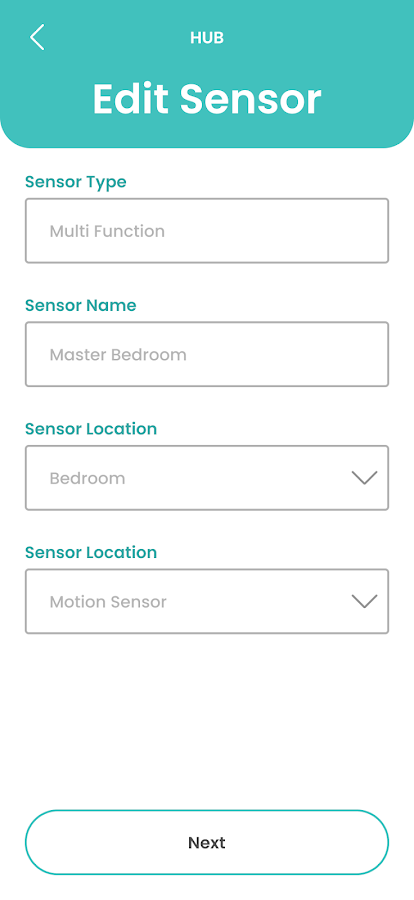 HUB
Edit Sensor
Sensor Type
Multi Function
Sensor Name
Master Bedroom
Sensor Location
Bedroom
Sensor Location
Motion Sensor
Next